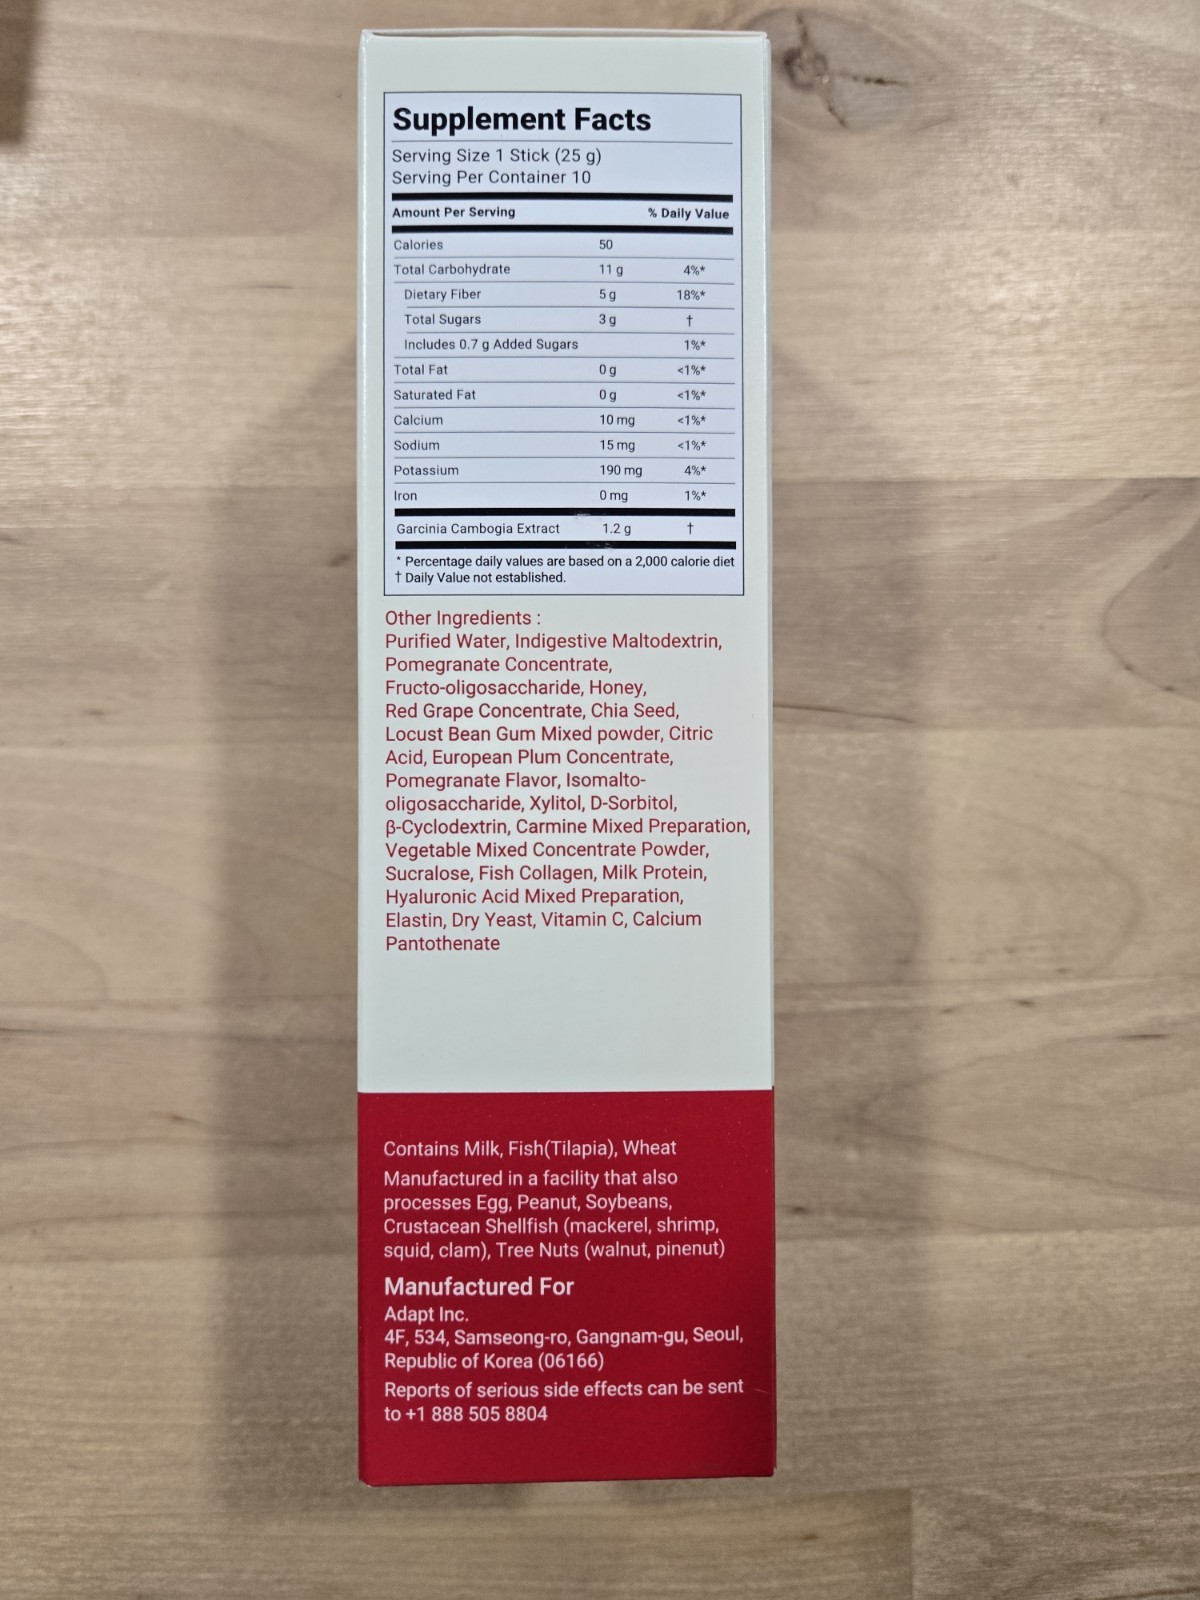 Supplement Facts
Serving Size 1 Stick (25 g)
Serving Per Container 10
Amount Per Serving % Daily Value
Calories 50
Total Carbohydrate 11 g 4%*
Dietary Fiber 5 g 18%*
Total Sugars 3 g †
Includes 0.7 g Added Sugars 1%*
Total Fat 0 g <1%*
Saturated Fat 0 g <1%*
Calcium 10 mg <1%*
Sodium 15 mg <1%*
Potassium 190 mg 4%*
Iron 0 mg 1%*
Garcinia Cambogia Extract 1.2 g †
* Percentage daily values are based on a 2,000 calorie diet
† Daily Value not established.
Other Ingredients :
Purified Water, Indigestive Maltodextrin,
Pomegranate Concentrate,
Fructo-oligosaccharide, Honey,
Red Grape Concentrate, Chia Seed,
Locust Bean Gum Mixed powder, Citric
Acid, European Plum Concentrate,
Pomegranate Flavor, Isomalto-
oligosaccharide, Xylitol, D-Sorbitol,
β-Cyclodextrin, Carmine Mixed Preparation,
Vegetable Mixed Concentrate Powder,
Sucralose, Fish Collagen, Milk Protein,
Hyaluronic Acid Mixed Preparation,
Elastin, Dry Yeast, Vitamin C, Calcium
Pantothenate
Contains Milk, Fish(Tilapia), Wheat
Manufactured in a facility that also
processes Egg, Peanut, Soybeans,
Crustacean Shellfish (mackerel, shrimp,
squid, clam), Tree Nuts (walnut, pinenut)
Manufactured For
Adapt Inc.
4F, 534, Samseong-ro, Gangnam-gu, Seoul,
Republic of Korea (06166)
Reports of serious side effects can be sent
to +1 888 505 8804